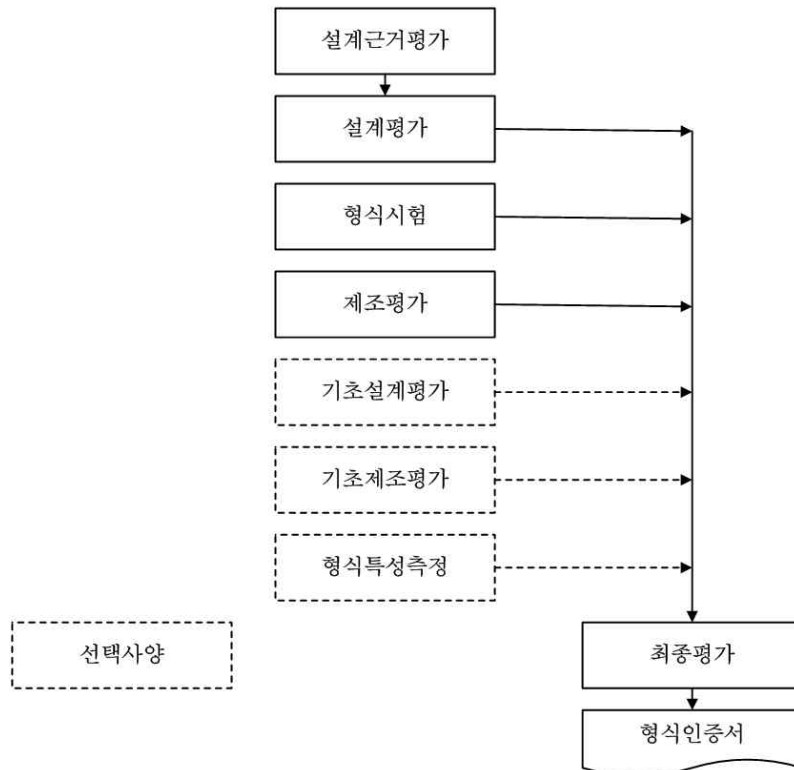 설계근거평가
설계평가
형식시험
제조평가
기초설계평가
기초제조평가
형식특성측정
선택사양
최종평가
형식인증서